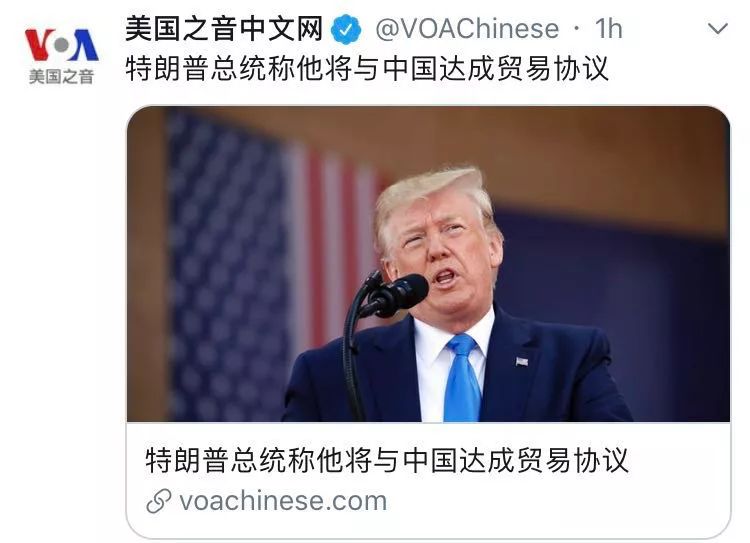 VOA
美国之音
美国之音中文网 @VOAChinese · 1h
特朗普总统称他将与中国达成贸易协议
特朗普总统称他将与中国达成贸易协议
voachinese.com